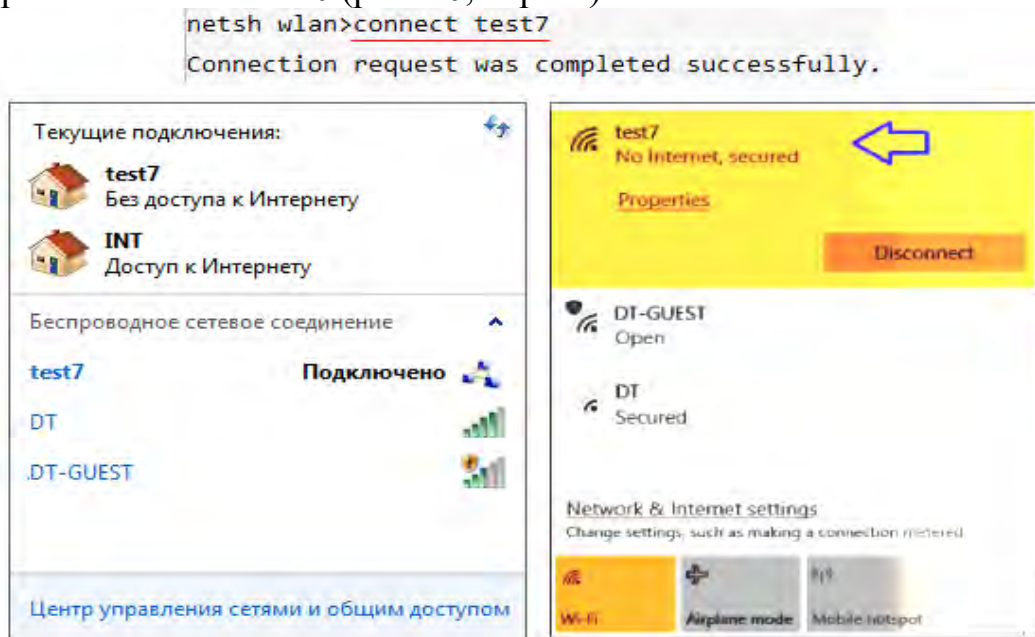 netsh wlan>connect test7
Connection request was completed successfully.
Текущие подключения:
test7
Без доступа к Интернету
INT
Доступ к Интернету
Беспроводное сетевое соединение
test7 Подключено
DT
.DT-GUEST
Центр управления сетями и общим доступом
test7
No Internet, secured
Properties
Disconnect
DT-GUEST
Open
DT
Secured
Network & Internet settings
Change settings, such as making a connection metered.
Wi-Fi
Airplane mode
Mobile hotspot